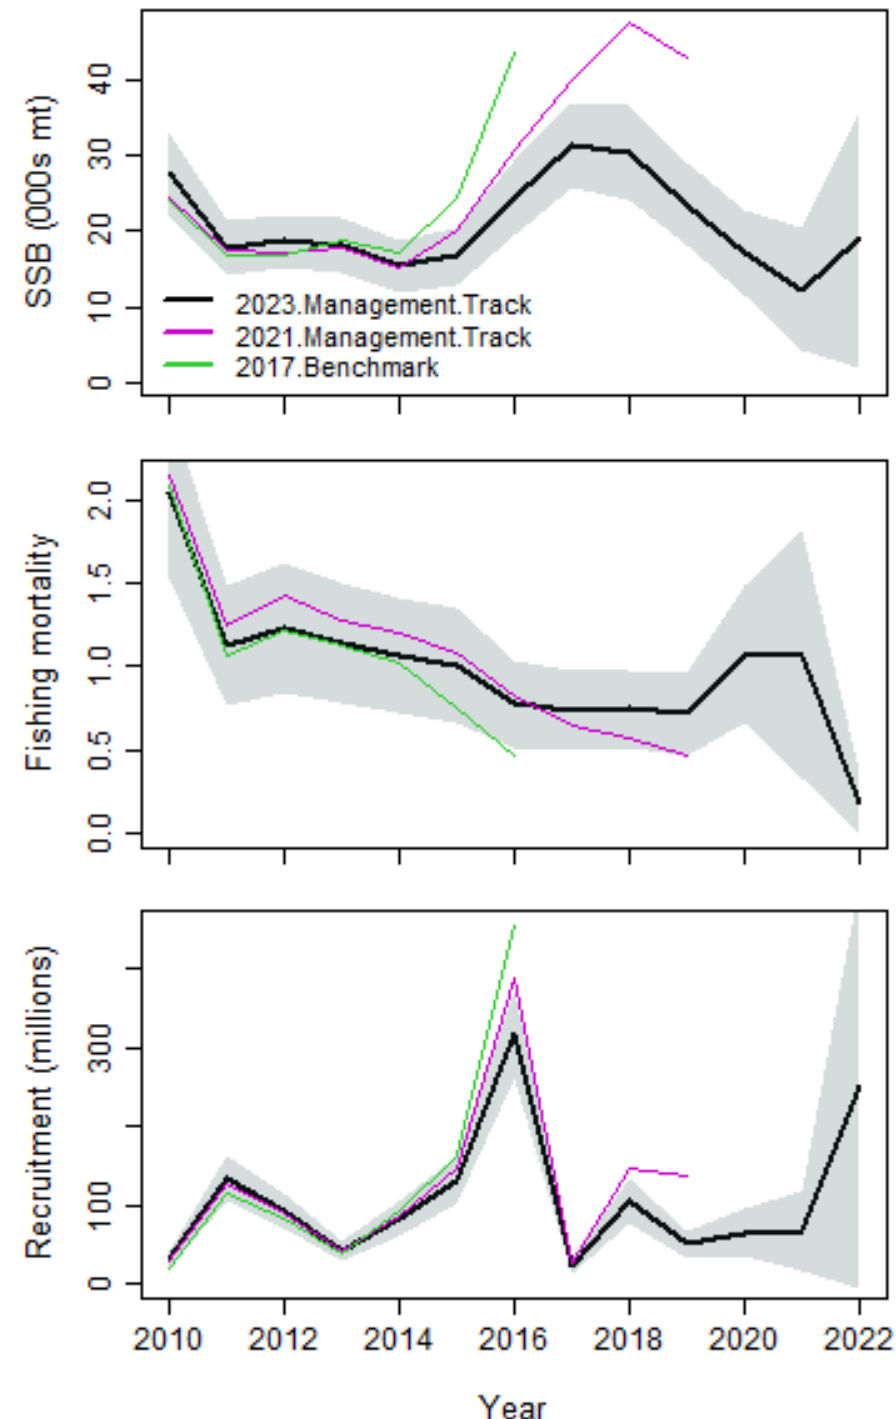 SSB (000s mt)
40
30
20
10
0
2023.Management.Track
2021.Management.Track
2017.Benchmark
Fishing mortality
2.0
1.5
1.0
0.5
0.0
Recruitment (millions)
300
100
0
2010 2012 2014 2016 2018 2020 2022
Year